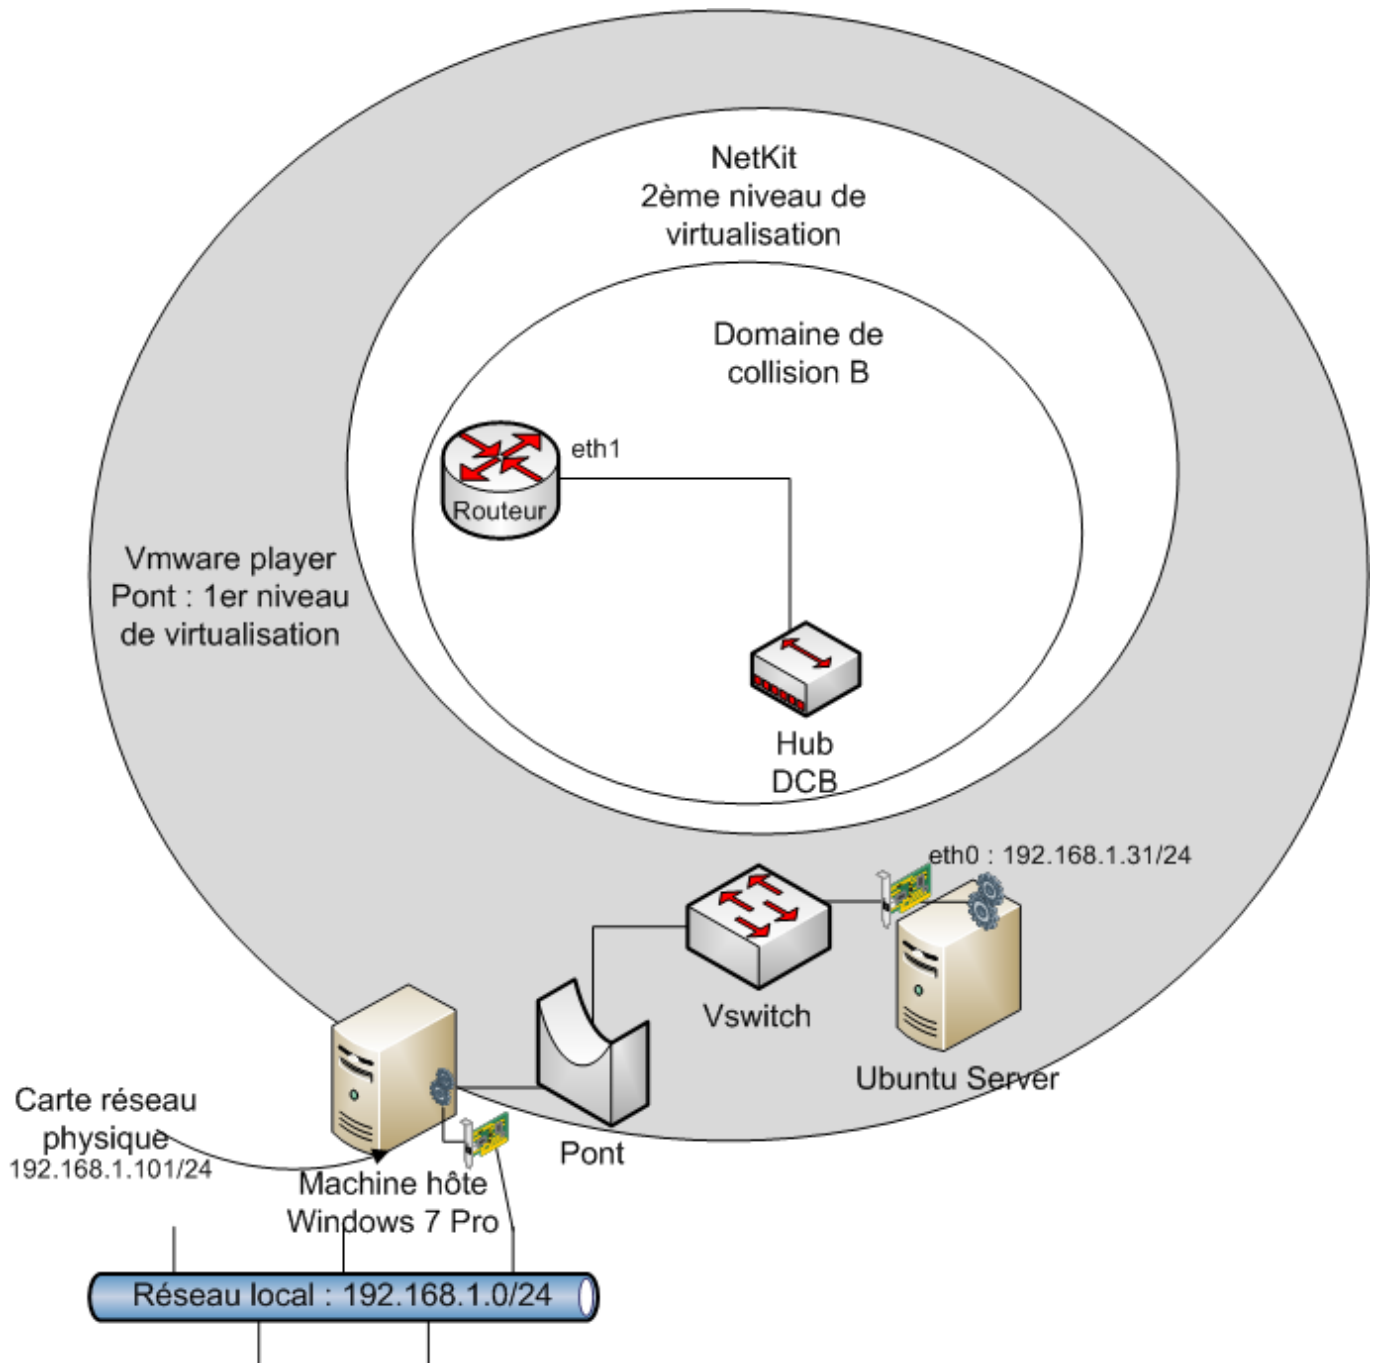 NetKit
2ème niveau de
virtualisation
Domaine de
collision B
eth1
Routeur
Vmware player
Pont : 1er niveau
de virtualisation
Hub
DCB
eth0 : 192.168.1.31/24
Vswitch
Ubuntu Server
Carte réseau
physique
192.168.1.101/24
Pont
Machine hôte
Windows 7 Pro
Réseau local : 192.168.1.0/24